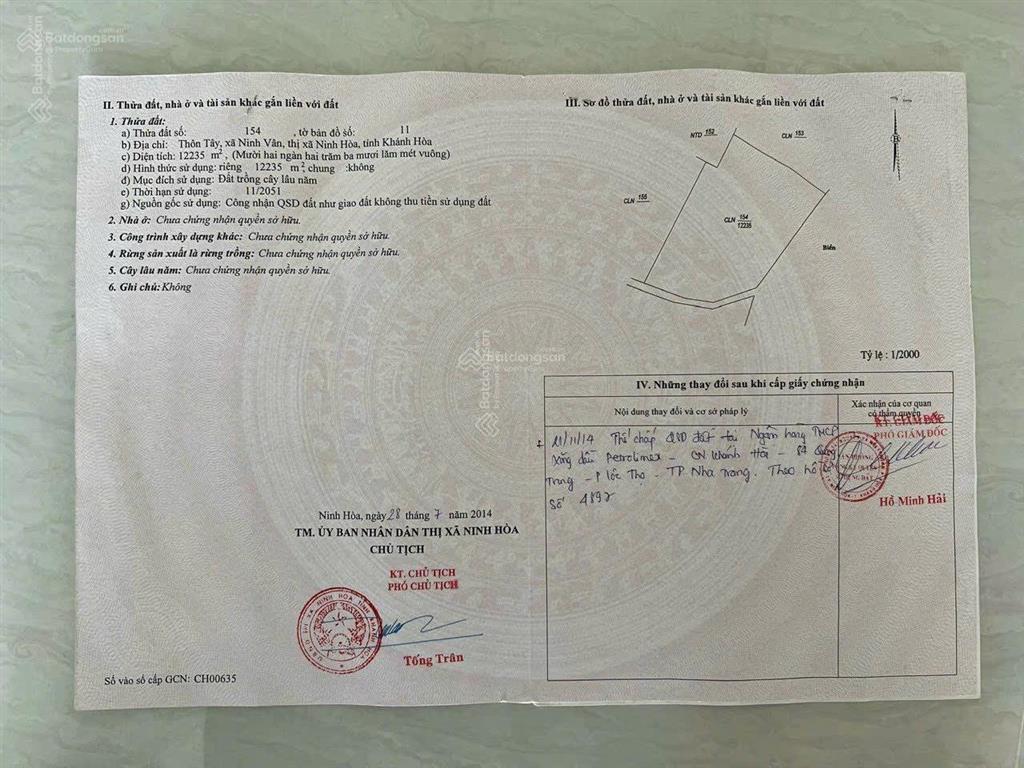 II. Thửa đất, nhà ở và tài sản khác gắn liền với đất
1. Thửa đất:
a) Thửa đất số: 154 , tờ bản đồ số: 11
b) Địa chỉ: Thôn Tây, xã Ninh Vân, thị xã Ninh Hòa, tỉnh Khánh Hòa
c) Diện tích: 12235 m², (Mười hai ngàn hai trăm ba mươi lăm mét vuông)
d) Hình thức sử dụng: riêng 12235 m², chung :không
đ) Mục đích sử dụng: Đất trồng cây lâu năm
e) Thời hạn sử dụng: 11/2051
g) Nguồn gốc sử dụng: Công nhận QSD đất như giao đất không thu tiền sử dụng đất
2. Nhà ở: Chưa chứng nhận quyền sở hữu.
3. Công trình xây dựng khác: Chưa chứng nhận quyền sở hữu.
4. Rừng sản xuất là rừng trồng: Chưa chứng nhận quyền sở hữu.
5. Cây lâu năm: Chưa chứng nhận quyền sở hữu.
6. Ghi chú: Không
Ninh Hòa, ngày 28 tháng 7 năm 2014
TM. ỦY BAN NHÂN DÂN THỊ XÃ NINH HÒA
CHỦ TỊCH
KT. CHỦ TỊCH
PHÓ CHỦ TỊCH
Tống Trân
Số vào sổ cấp GCN: CH00635
III. Sơ đồ thửa đất, nhà ở và tài sản khác gắn liền với đất
NTD 152
CLN 153
CLN 155
CLN 154
12235
Biển
Tỷ lệ : 1/2000
IV. Những thay đổi sau khi cấp giấy chứng nhận
Nội dung thay đổi và cơ sở pháp lý
Xác nhận của cơ quan
có thẩm quyền
KT. GIÁM ĐỐC
PHÓ GIÁM ĐỐC
Hồ Minh Hải
11/11/14 Thế chấp QSD đất tại Ngân hàng TMCP
xăng dầu Petrolimex - CN Khánh Hòa - Quang
Trung - P Lộc Thọ - TP Nha Trang. Theo hồ sơ
số 4892
Batdongsan
by PropertyGuru
Batdongsan
Batdongsan